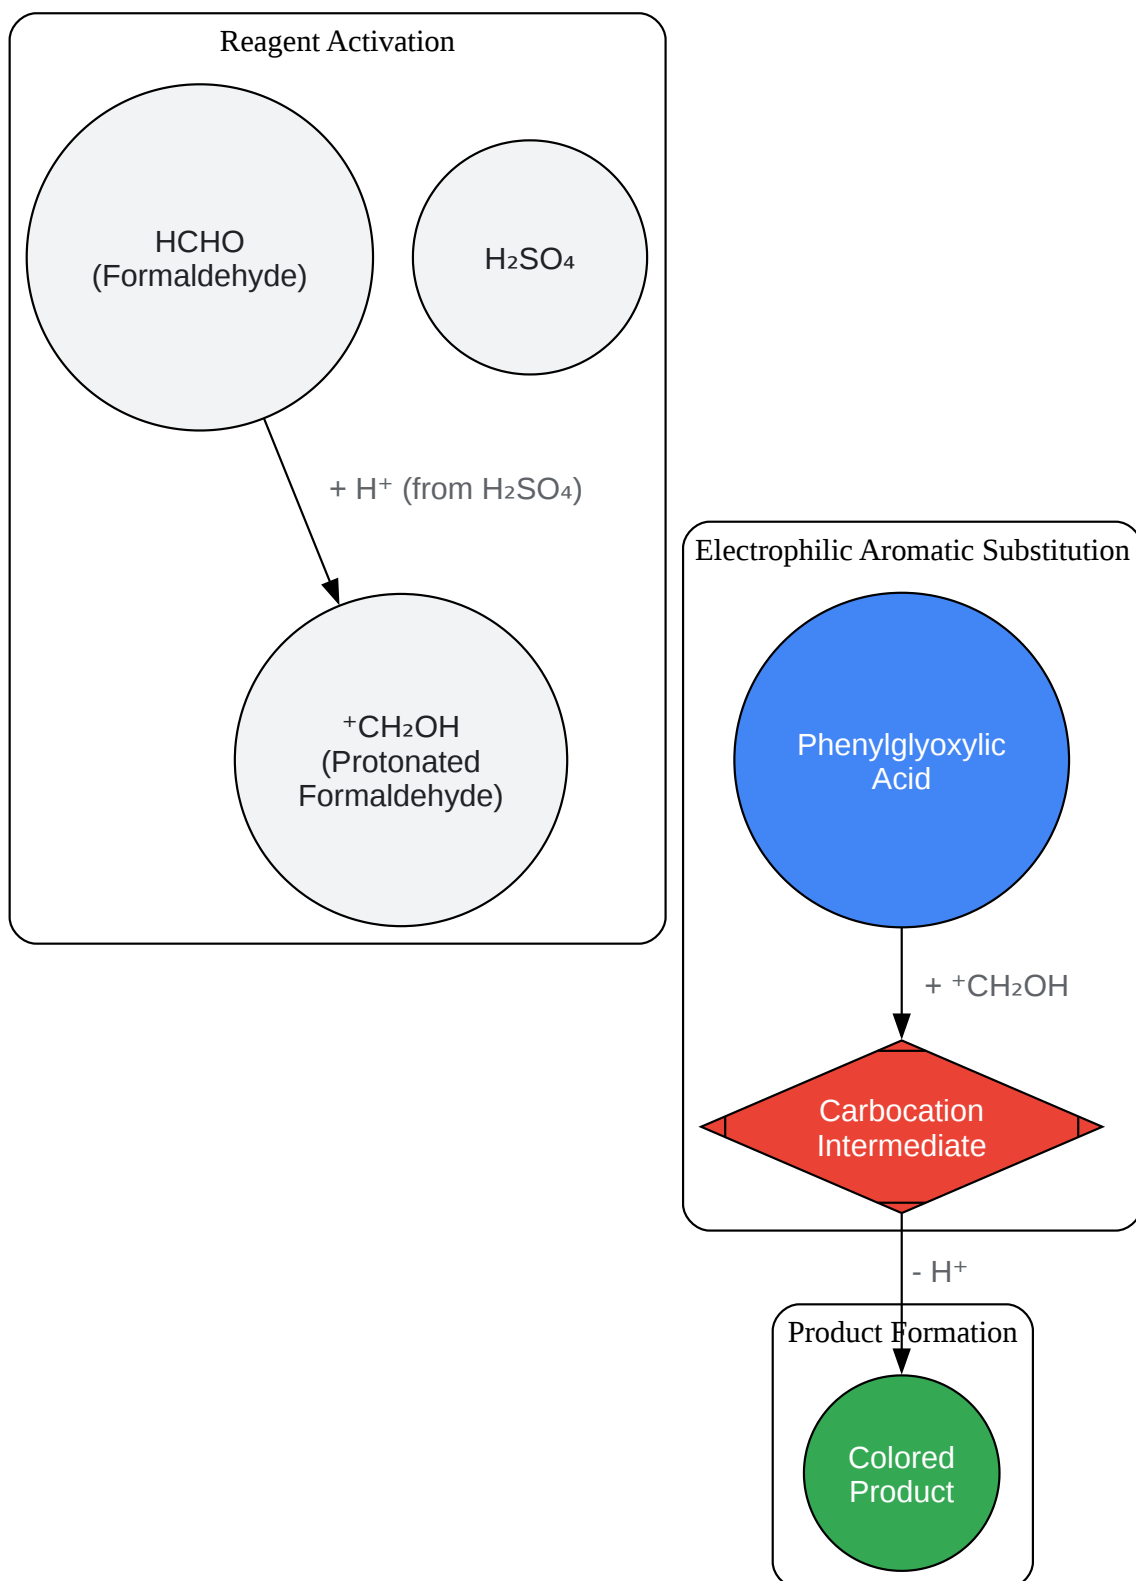 Reagent Activation
HCHO
(Formaldehyde)
H₂SO₄
+ H⁺ (from H₂SO₄)
⁺CH₂OH
(Protonated
Formaldehyde)
Electrophilic Aromatic Substitution
Phenylglyoxylic
Acid
+ ⁺CH₂OH
Carbocation
Intermediate
- H⁺
Product Formation
Colored
Product